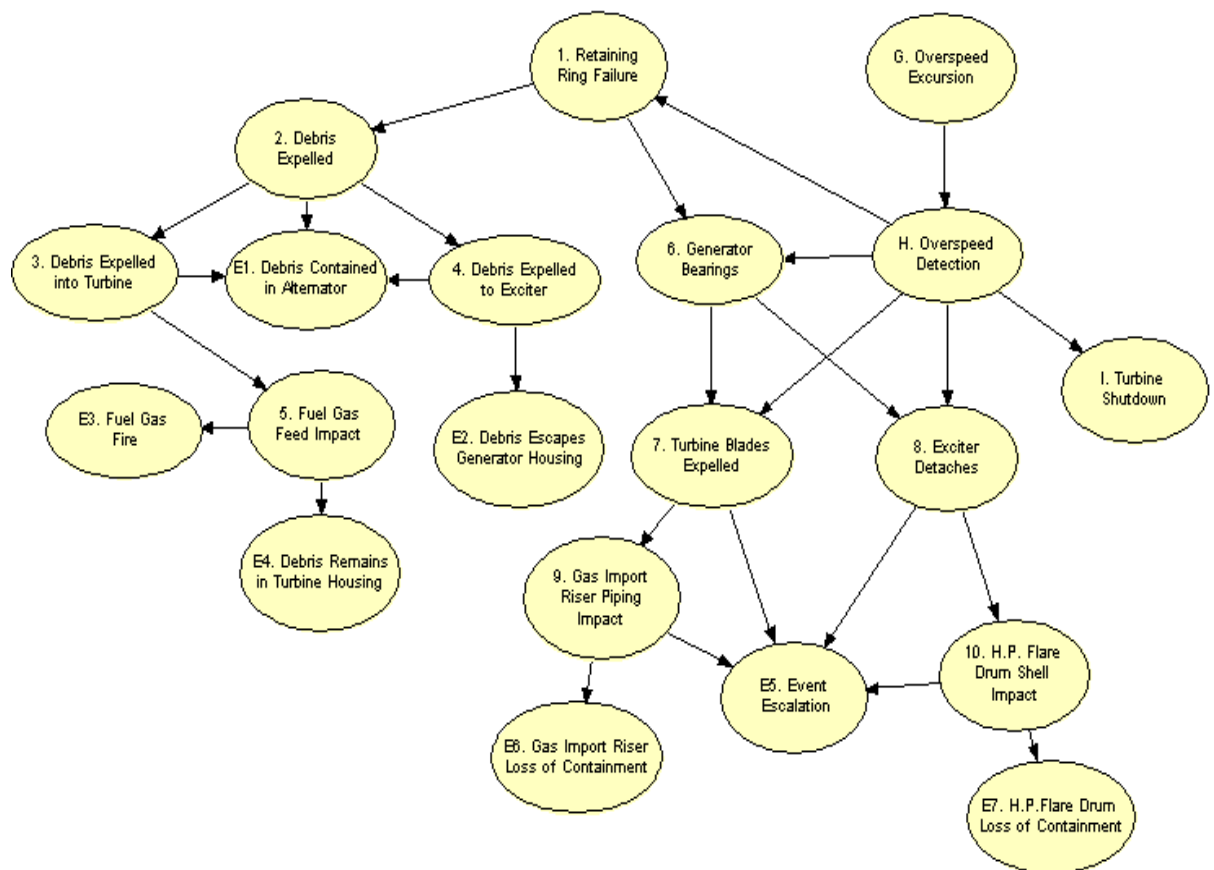 1. Retaining
Ring Failure
G. Overspeed
Excursion
2. Debris
Expelled
3. Debris Expelled
into Turbine
E1. Debris Contained
in Alternator
4. Debris Expelled
to Exciter
6. Generator
Bearings
H. Overspeed
Detection
I. Turbine
Shutdown
E3. Fuel Gas
Fire
5. Fuel Gas
Feed Impact
E2. Debris Escapes
Generator Housing
7. Turbine Blades
Expelled
8. Exciter
Detaches
E4. Debris Remains
in Turbine Housing
9. Gas Import
Riser Piping
Impact
10. H.P. Flare
Drum Shell
Impact
E5. Event
Escalation
E6. Gas Import Riser
Loss of Containment
E7. H.P.Flare Drum
Loss of Containment